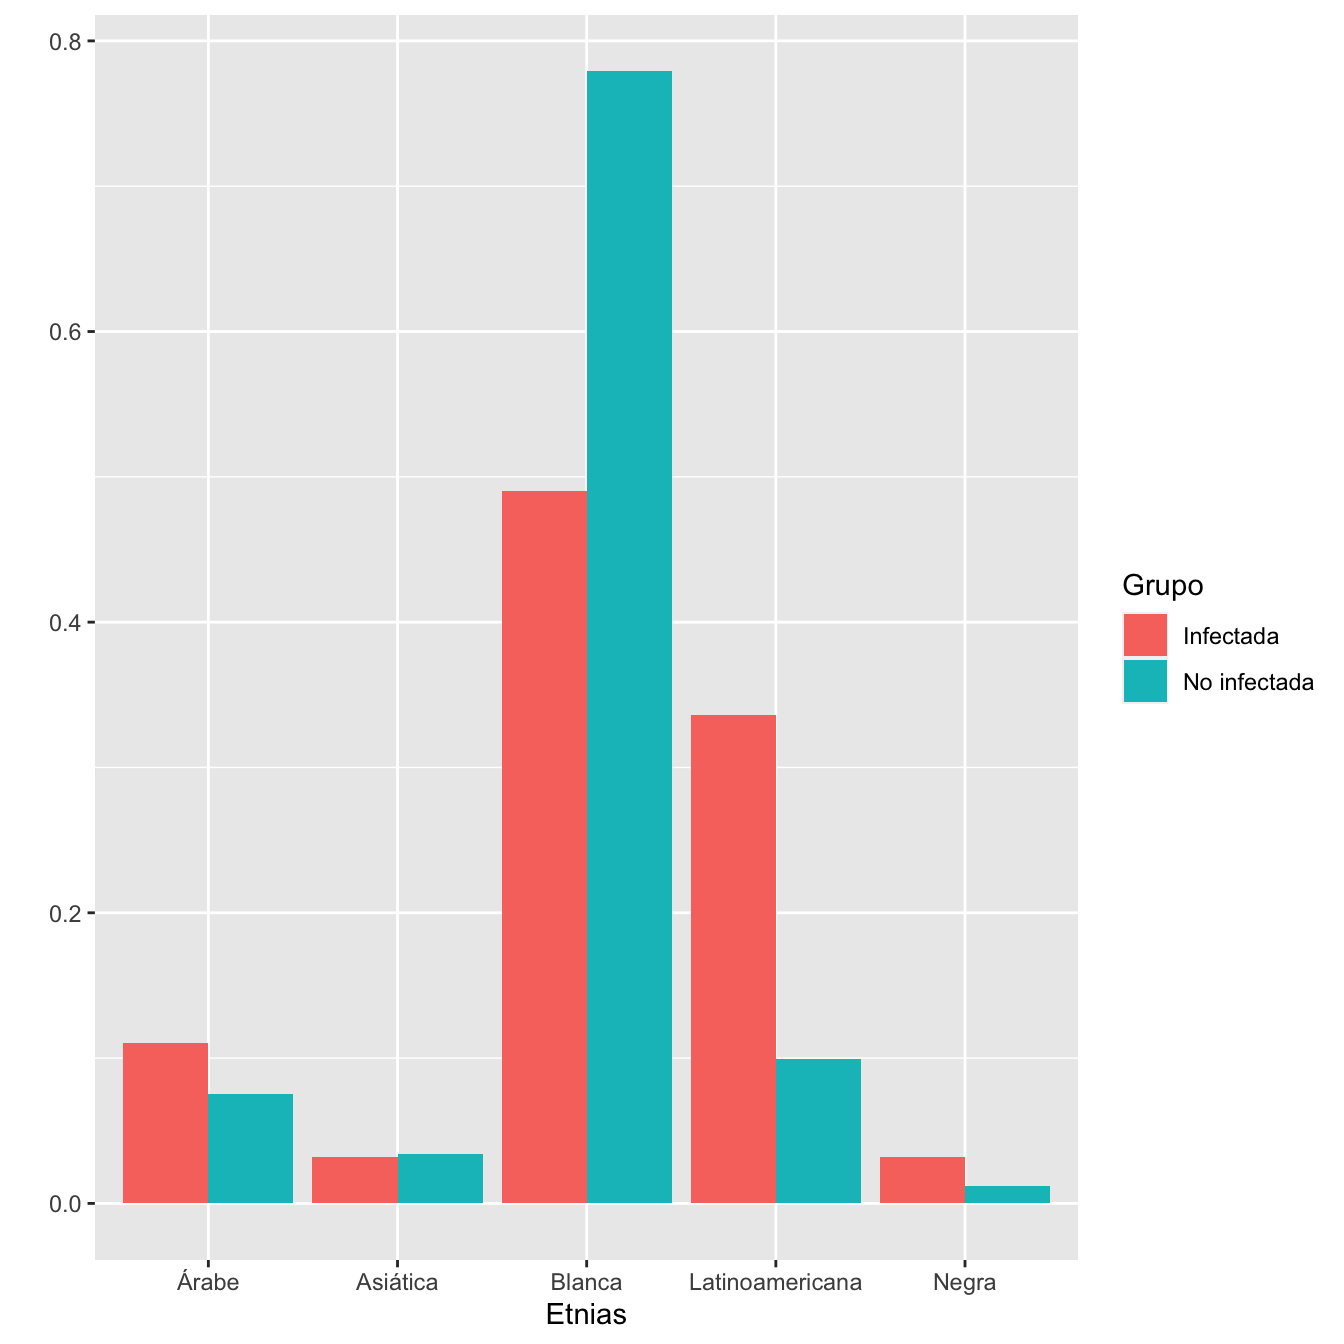 0.8
0.6
0.4
0.2
0.0
Árabe
Asiática
Blanca
Latinoamericana
Negra
Etnias
Grupo
Infectada
No infectada